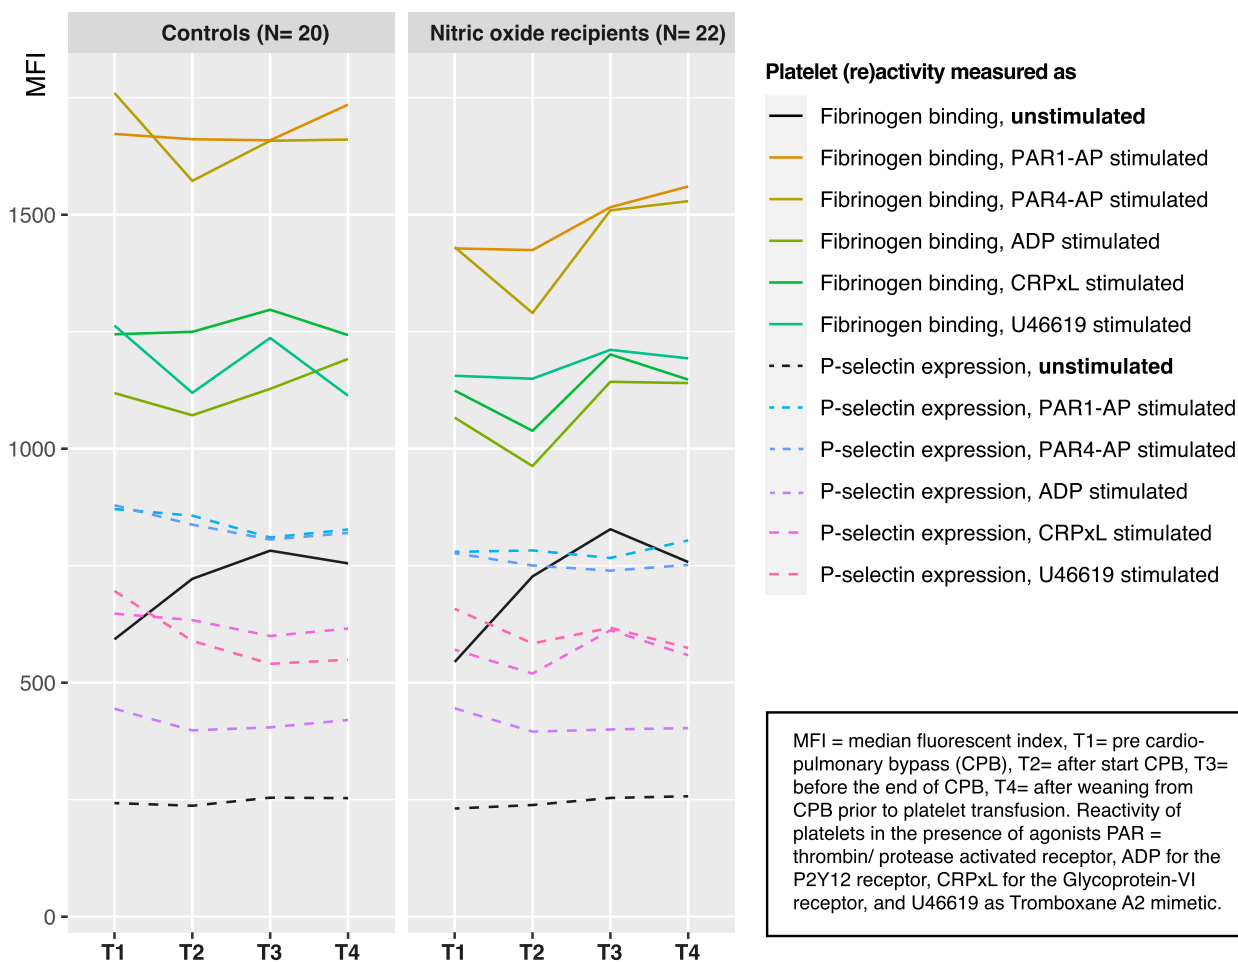 Controls (N= 20)
Nitric oxide recipients (N= 22)
MFI
1500
1000
500
0
T1
T2
T3
T4
T1
T2
T3
T4
Platelet (re)activity measured as
Fibrinogen binding, unstimulated
Fibrinogen binding, PAR1-AP stimulated
Fibrinogen binding, PAR4-AP stimulated
Fibrinogen binding, ADP stimulated
Fibrinogen binding, CRPxL stimulated
Fibrinogen binding, U46619 stimulated
P-selectin expression, unstimulated
P-selectin expression, PAR1-AP stimulated
P-selectin expression, PAR4-AP stimulated
P-selectin expression, ADP stimulated
P-selectin expression, CRPxL stimulated
P-selectin expression, U46619 stimulated
MFI = median fluorescent index, T1= pre cardio-
pulmonary bypass (CPB), T2= after start CPB, T3=
before the end of CPB, T4= after weaning from
CPB prior to platelet transfusion. Reactivity of
platelets in the presence of agonists PAR =
thrombin/ protease activated receptor, ADP for the
P2Y12 receptor, CRPxL for the Glycoprotein-VI
receptor, and U46619 as Tromboxane A2 mimetic.